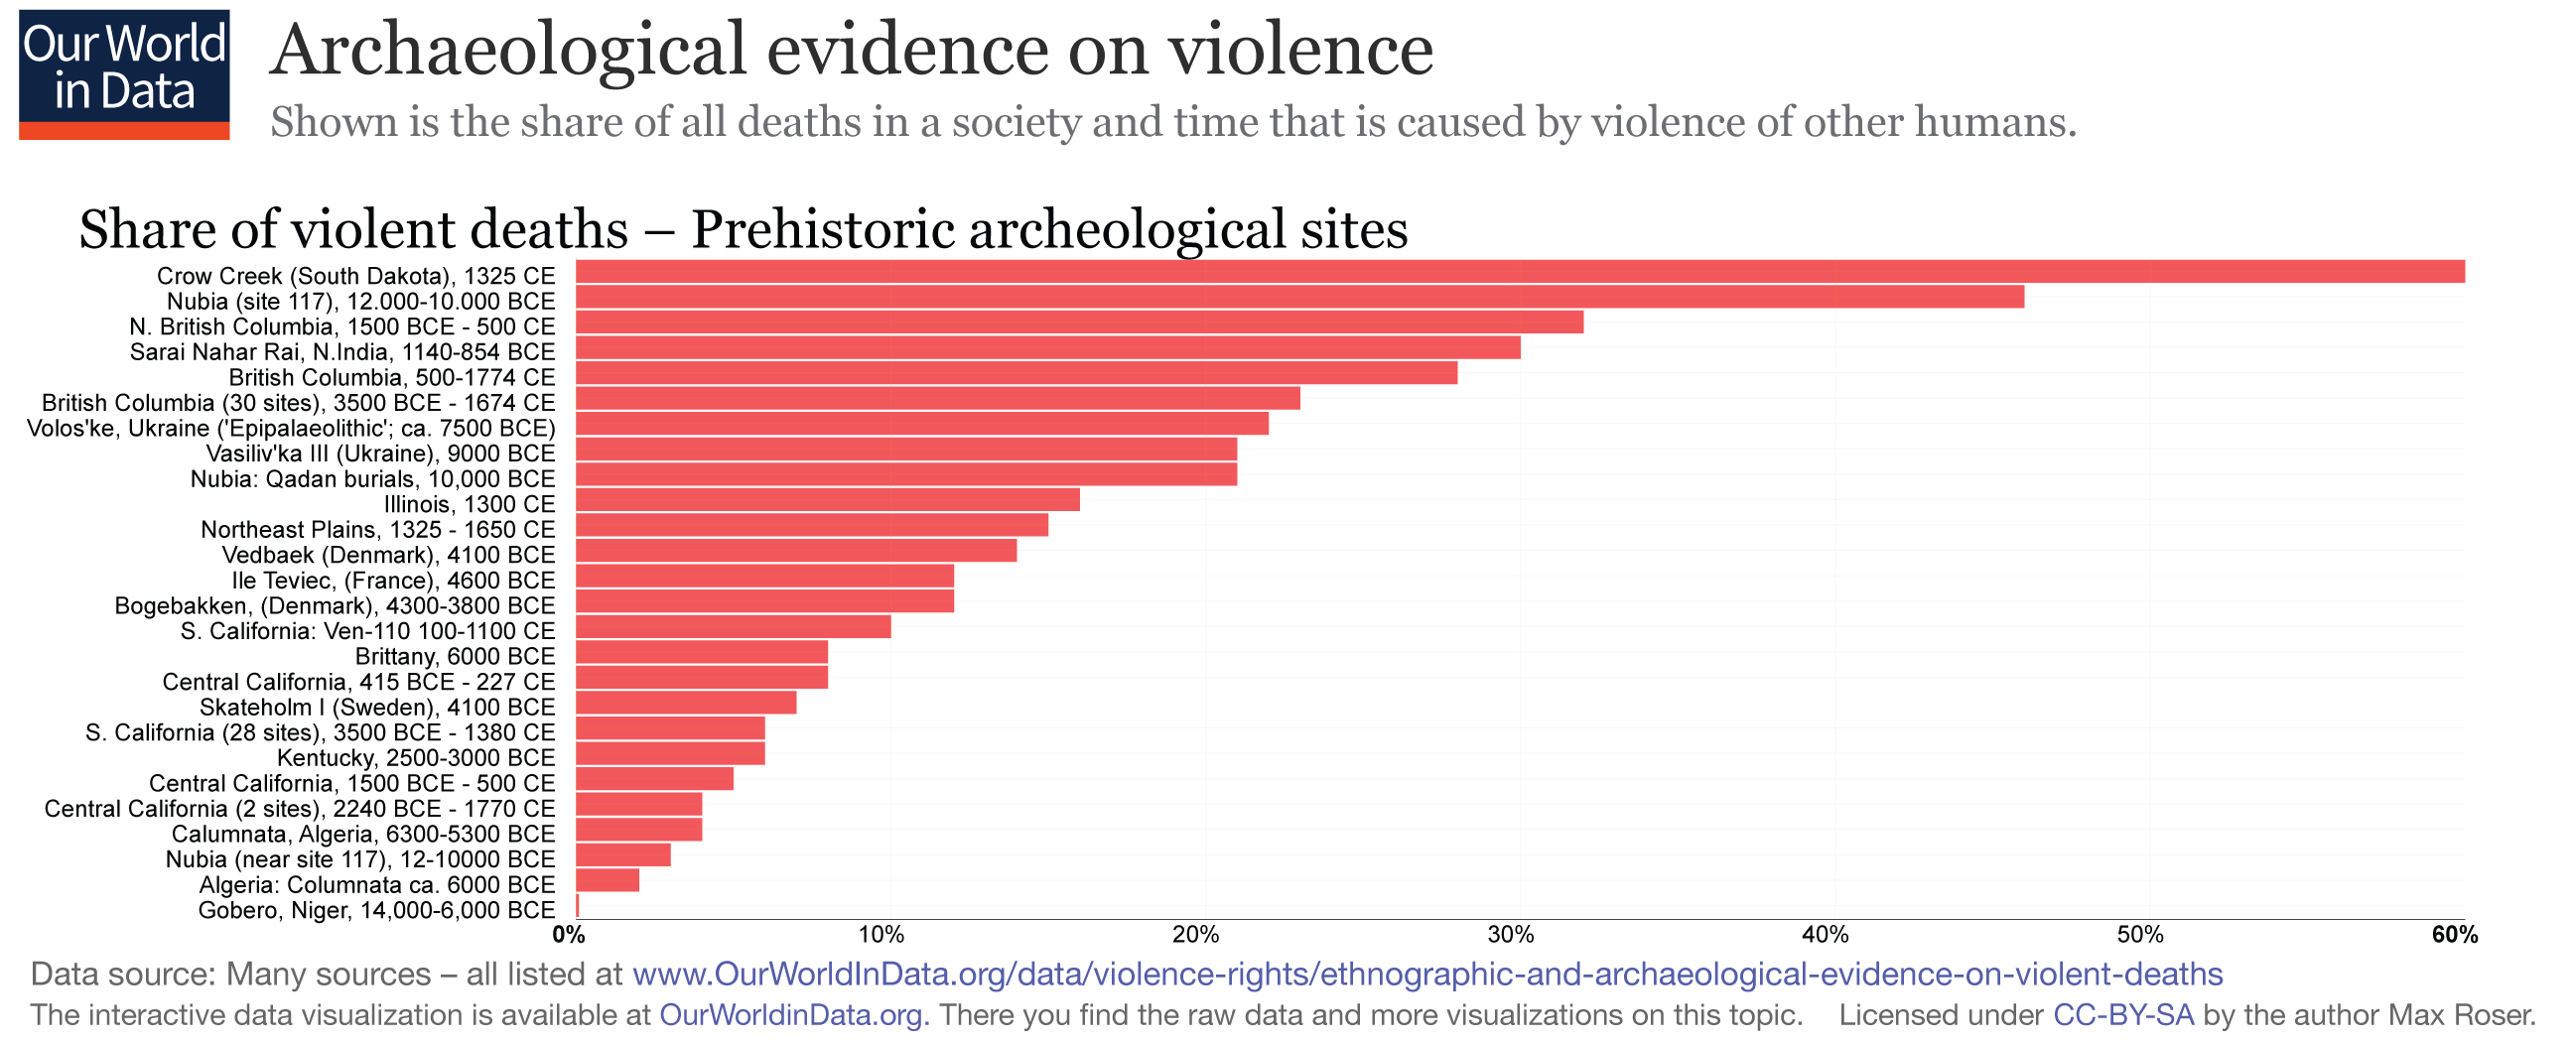 Our World
in Data
Archaeological evidence on violence
Shown is the share of all deaths in a society and time that is caused by violence of other humans.
Share of violent deaths – Prehistoric archeological sites
Crow Creek (South Dakota), 1325 CE
Nubia (site 117), 12.000-10.000 BCE
N. British Columbia, 1500 BCE - 500 CE
Sarai Nahar Rai, N.India, 1140-854 BCE
British Columbia, 500-1774 CE
British Columbia (30 sites), 3500 BCE - 1674 CE
Volos'ke, Ukraine ('Epipalaeolithic'; ca. 7500 BCE)
Vasiliv'ka III (Ukraine), 9000 BCE
Nubia: Qadan burials, 10,000 BCE
Illinois, 1300 CE
Northeast Plains, 1325 - 1650 CE
Vedbaek (Denmark), 4100 BCE
Ile Teviec, (France), 4600 BCE
Bogebakken, (Denmark), 4300-3800 BCE
S. California: Ven-110 100-1100 CE
Brittany, 6000 BCE
Central California, 415 BCE - 227 CE
Skateholm I (Sweden), 4100 BCE
S. California (28 sites), 3500 BCE - 1380 CE
Kentucky, 2500-3000 BCE
Central California, 1500 BCE - 500 CE
Central California (2 sites), 2240 BCE - 1770 CE
Calumnata, Algeria, 6300-5300 BCE
Nubia (near site 117), 12-10000 BCE
Algeria: Columnata ca. 6000 BCE
Gobero, Niger, 14,000-6,000 BCE
0% 10% 20% 30% 40% 50% 60%
Data source: Many sources – all listed at www.OurWorldInData.org/data/violence-rights/ethnographic-and-archaeological-evidence-on-violent-deaths
The interactive data visualization is available at OurWorldinData.org. There you find the raw data and more visualizations on this topic. Licensed under CC-BY-SA by the author Max Roser.